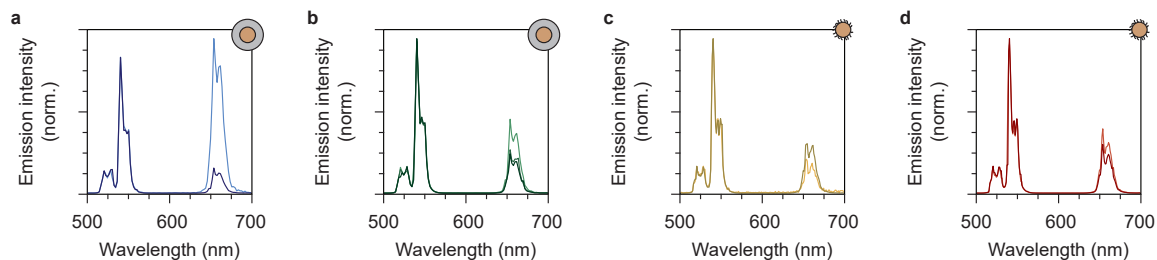 a
Emission intensity
(norm.)
500 600 700
Wavelength (nm)
b
Emission intensity
(norm.)
500 600 700
Wavelength (nm)
c
Emission intensity
(norm.)
500 600 700
Wavelength (nm)
d
Emission intensity
(norm.)
500 600 700
Wavelength (nm)